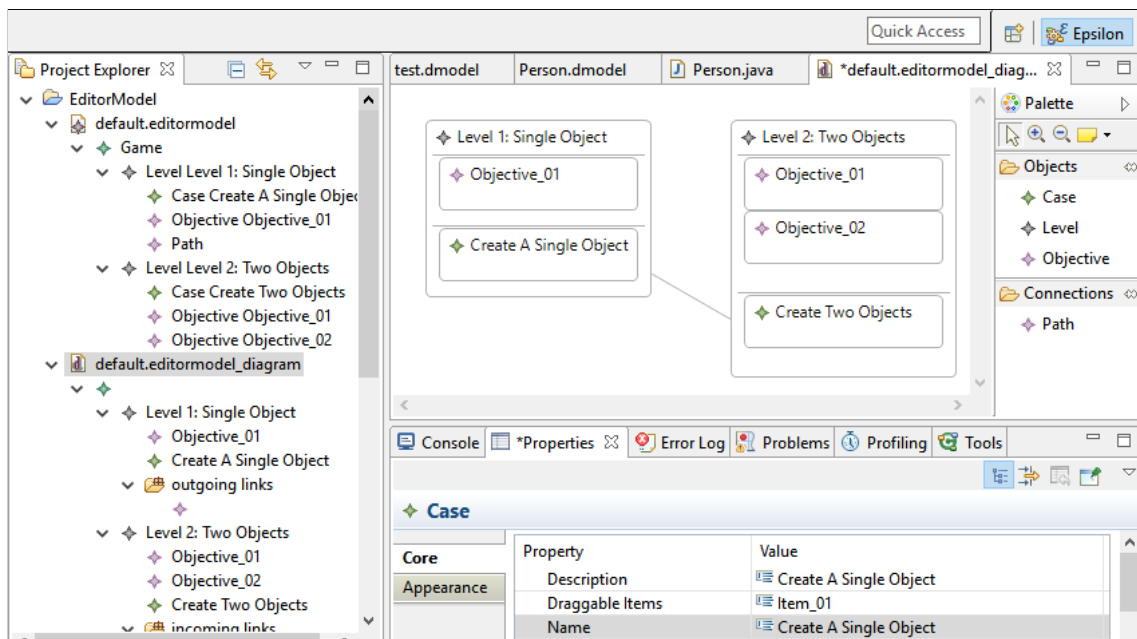 Quick Access
Epsilon
Project Explorer
test.dmodel
Person.dmodel
Person.java
*default.editormodel_diag...
EditorModel
default.editormodel
Game
Level Level 1: Single Object
Case Create A Single Objec
Objective Objective_01
Path
Level Level 2: Two Objects
Case Create Two Objects
Objective Objective_01
Objective Objective_02
default.editormodel_diagram
Level 1: Single Object
Objective_01
Create A Single Object
outgoing links
Level 2: Two Objects
Objective_01
Objective_02
Create Two Objects
incoming links
Level 1: Single Object
Objective_01
Create A Single Object
Level 2: Two Objects
Objective_01
Objective_02
Create Two Objects
Palette
Objects
Case
Level
Objective
Connections
Path
Console
*Properties
Error Log
Problems
Profiling
Tools
Case
Core
Appearance
Property Value
Description Create A Single Object
Draggable Items Item_01
Name Create A Single Object